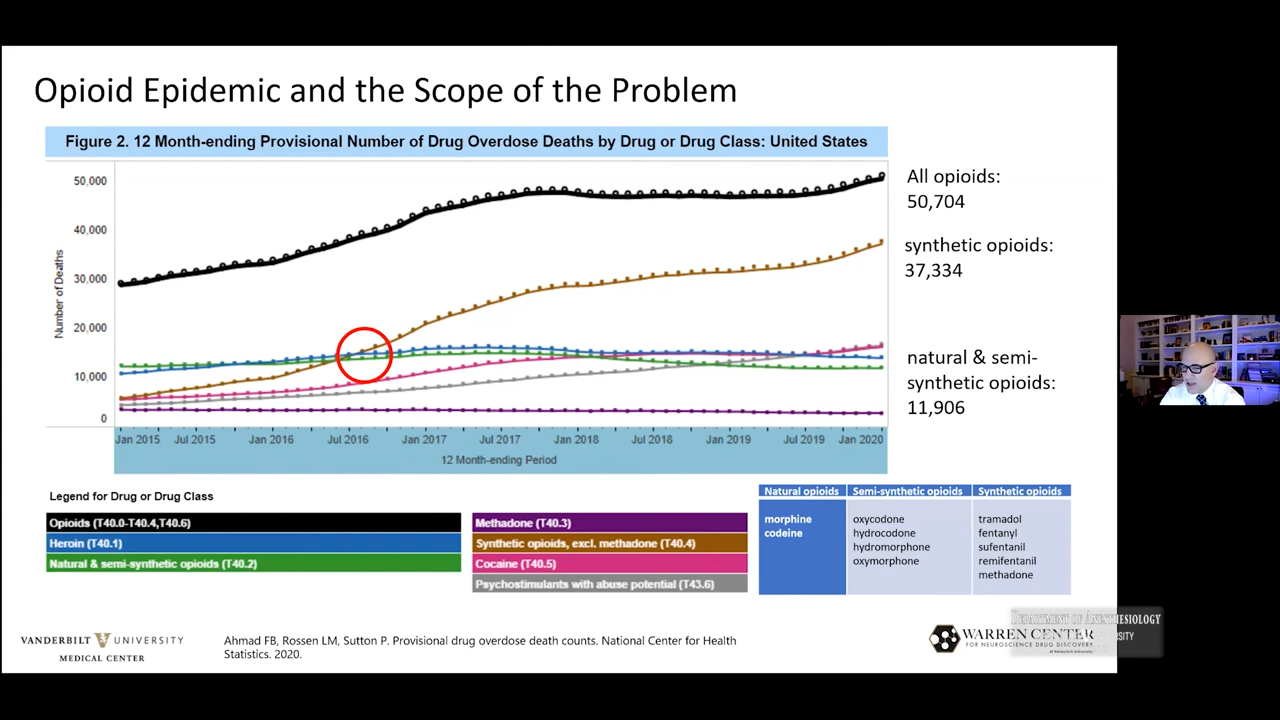 Opioid Epidemic and the Scope of the Problem
Figure 2. 12 Month-ending Provisional Number of Drug Overdose Deaths by Drug or Drug Class: United States
50,000
40,000
30,000
20,000
10,000
0
Number of Deaths
Jan 2015 Jul 2015 Jan 2016 Jul 2016 Jan 2017 Jul 2017 Jan 2018 Jul 2018 Jan 2019 Jul 2019 Jan 2020
12 Month-ending Period
All opioids:
50,704
synthetic opioids:
37,334
natural & semi-
synthetic opioids:
11,906
Legend for Drug or Drug Class
Opioids (T40.0-T40.4,T40.6)
Heroin (T40.1)
Natural & semi-synthetic opioids (T40.2)
Methadone (T40.3)
Synthetic opioids, excl. methadone (T40.4)
Cocaine (T40.5)
Psychostimulants with abuse potential (T43.6)
Natural opioids Semi-synthetic opioids Synthetic opioids
morphine oxycodone tramadol
codeine hydrocodone fentanyl
hydromorphone sufentanil
oxymorphone remifentanil
methadone
VANDERBILT UNIVERSITY
MEDICAL CENTER
Ahmad FB, Rossen LM, Sutton P. Provisional drug overdose death counts. National Center for Health
Statistics. 2020.
WARREN CENTER
FOR NEUROSCIENCE DRUG DISCOVERY
at Vanderbilt University
DEPARTMENT OF ANESTHESIOLOGY